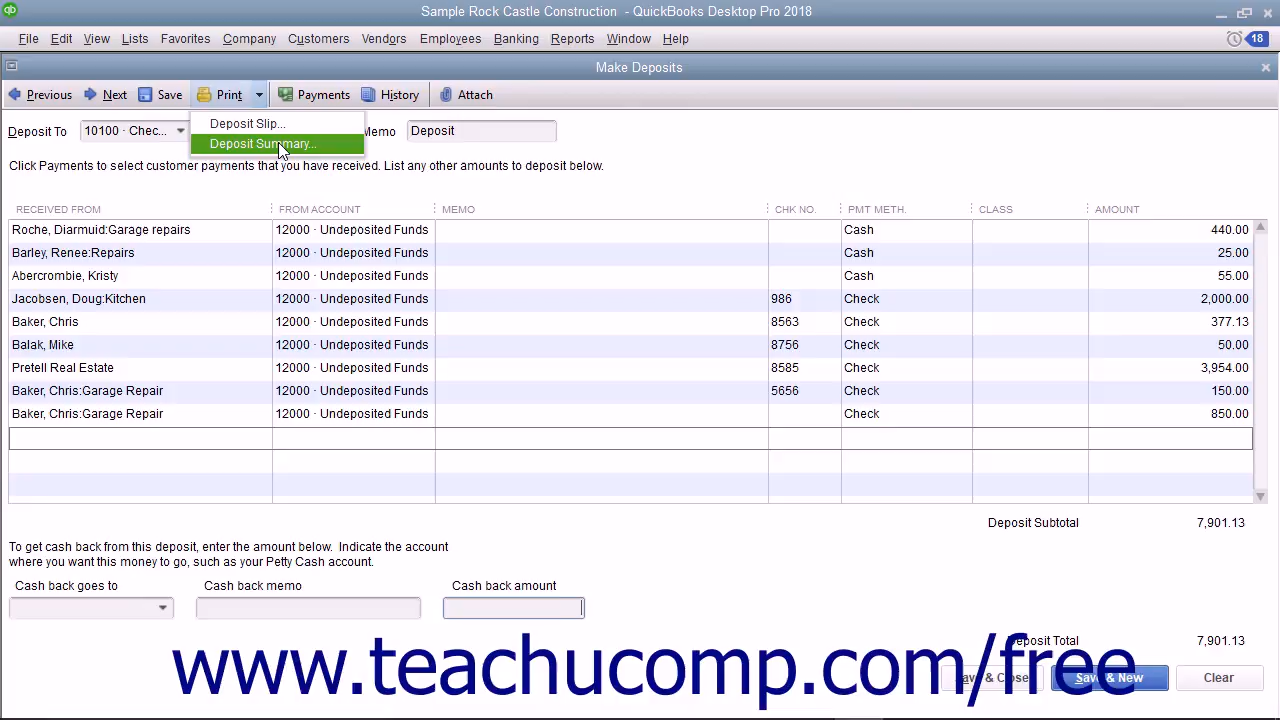 Sample Rock Castle Construction - QuickBooks Desktop Pro 2018
File Edit View Lists Favorites Company Customers Vendors Employees Banking Reports Window Help 18
Make Deposits
Previous Next Save Print Payments History Attach
Deposit Slip...
Deposit To 10100 · Chec... Memo Deposit
Deposit Summary...
Click Payments to select customer payments that you have received. List any other amounts to deposit below.
RECEIVED FROM FROM ACCOUNT MEMO CHK NO. PMT METH. CLASS AMOUNT
Roche, Diarmuid:Garage repairs 12000 · Undeposited Funds Cash 440.00
Barley, Renee:Repairs 12000 · Undeposited Funds Cash 25.00
Abercrombie, Kristy 12000 · Undeposited Funds Cash 55.00
Jacobsen, Doug:Kitchen 12000 · Undeposited Funds 986 Check 2,000.00
Baker, Chris 12000 · Undeposited Funds 8563 Check 377.13
Balak, Mike 12000 · Undeposited Funds 8756 Check 50.00
Pretell Real Estate 12000 · Undeposited Funds 8585 Check 3,954.00
Baker, Chris:Garage Repair 12000 · Undeposited Funds 5656 Check 150.00
Baker, Chris:Garage Repair 12000 · Undeposited Funds Check 850.00
Deposit Subtotal 7,901.13
To get cash back from this deposit, enter the amount below. Indicate the account
where you want this money to go, such as your Petty Cash account.
Cash back goes to Cash back memo Cash back amount
Deposit Total 7,901.13
www.teachucomp.com/free
Save & Close Save & New Clear